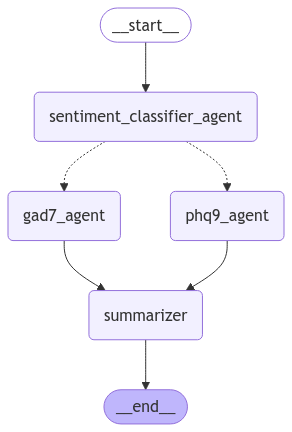 __start__
sentiment_classifier_agent
gad7_agent
phq9_agent
summarizer
__end__